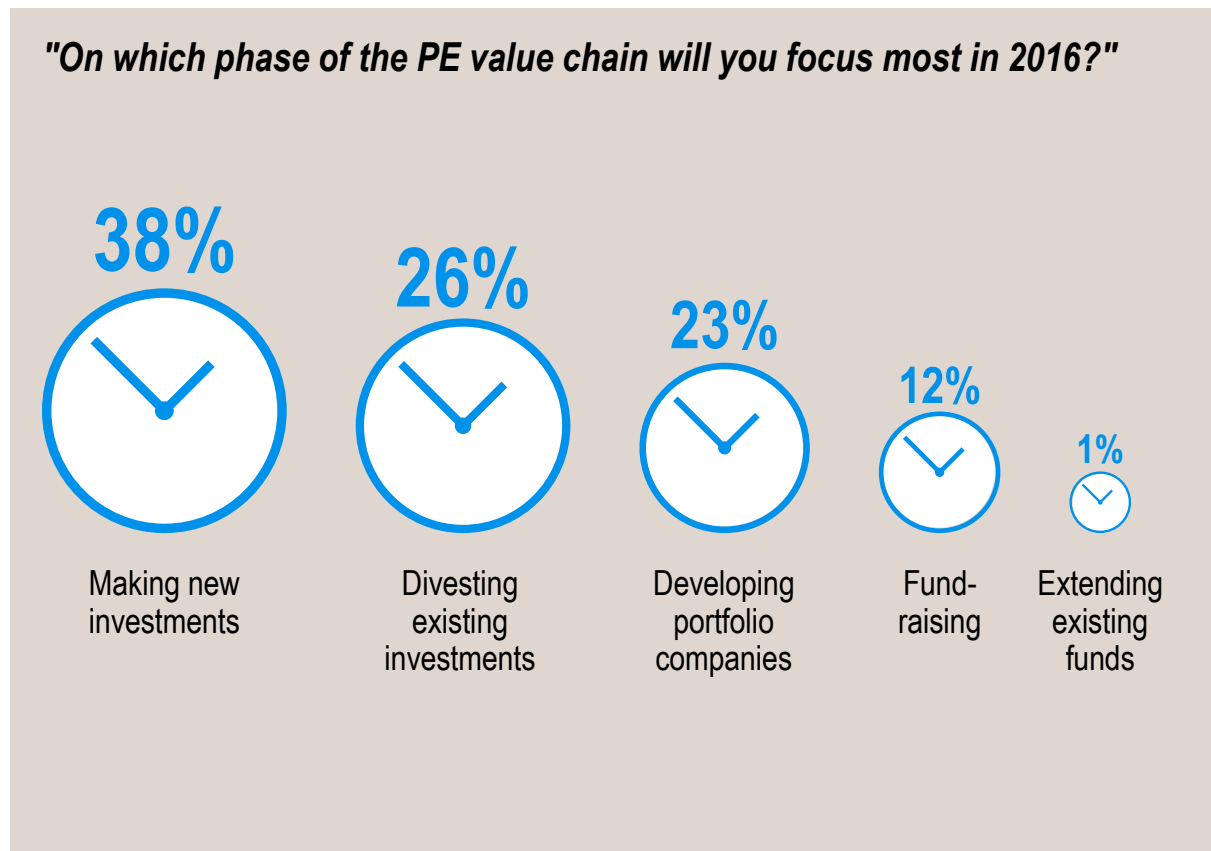 "On which phase of the PE value chain will you focus most in 2016?"
38%
26%
23%
12%
1%
Making new
investments
Divesting
existing
investments
Developing
portfolio
companies
Fund-
raising
Extending
existing
funds